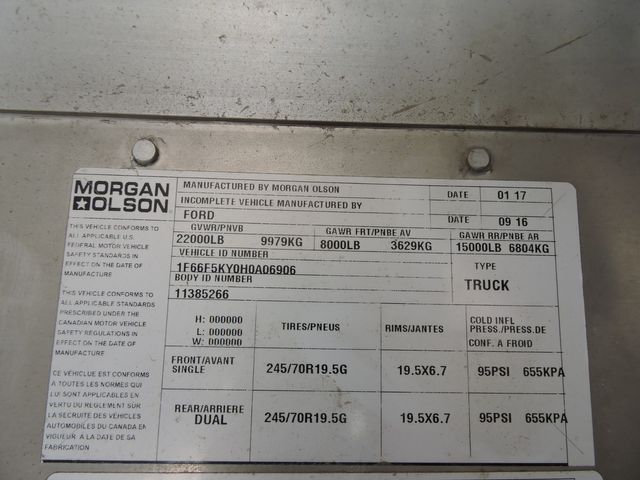 MORGAN
OLSON
MANUFACTURED BY MORGAN OLSON
DATE 01 17
INCOMPLETE VEHICLE MANUFACTURED BY
FORD
DATE 09 16
GVWR/PNVB
22000LB 9979KG
GAWR FRT/PNBE AV
8000LB 3629KG
GAWR RR/PNBE AR
15000LB 6804KG
VEHICLE ID NUMBER
1F66F5KY0H0A06906
TYPE
TRUCK
BODY ID NUMBER
11385266
THIS VEHICLE CONFORMS TO
ALL APPLICABLE U.S.
FEDERAL MOTOR VEHICLE
SAFETY STANDARDS IN
EFFECT ON THE DATE OF
MANUFACTURE
THIS VEHICLE CONFORMS TO
ALL APPLICABLE STANDARDS
PRESCRIBED UNDER THE
CANADIAN MOTOR VEHICLE
SAFETY REGULATIONS IN
EFFECT ON THE DATE OF
MANUFACTURE
CE VÉHICLUE EST CONFORME
A TOUTES LES NORMES QUI
LUI SONT APPLICABLES EN
VERTU DU REGLEMENT SUR
LA SECRUITE DES VÉHICLES
AUTOMOBILES DU CANADA EN
VIGUEUR A LA DATE DE SA
FABRICATION
H: 000000
L: 000000
W: 000000
TIRES/PNEUS
RIMS/JANTES
COLD INFL
PRESS./PRESS.DE
CONF. A FROID
FRONT/AVANT
SINGLE
245/70R19.5G
19.5X6.7
95PSI 655KPA
REAR/ARRIERE
DUAL
245/70R19.5G
19.5X6.7
95PSI 655KPA